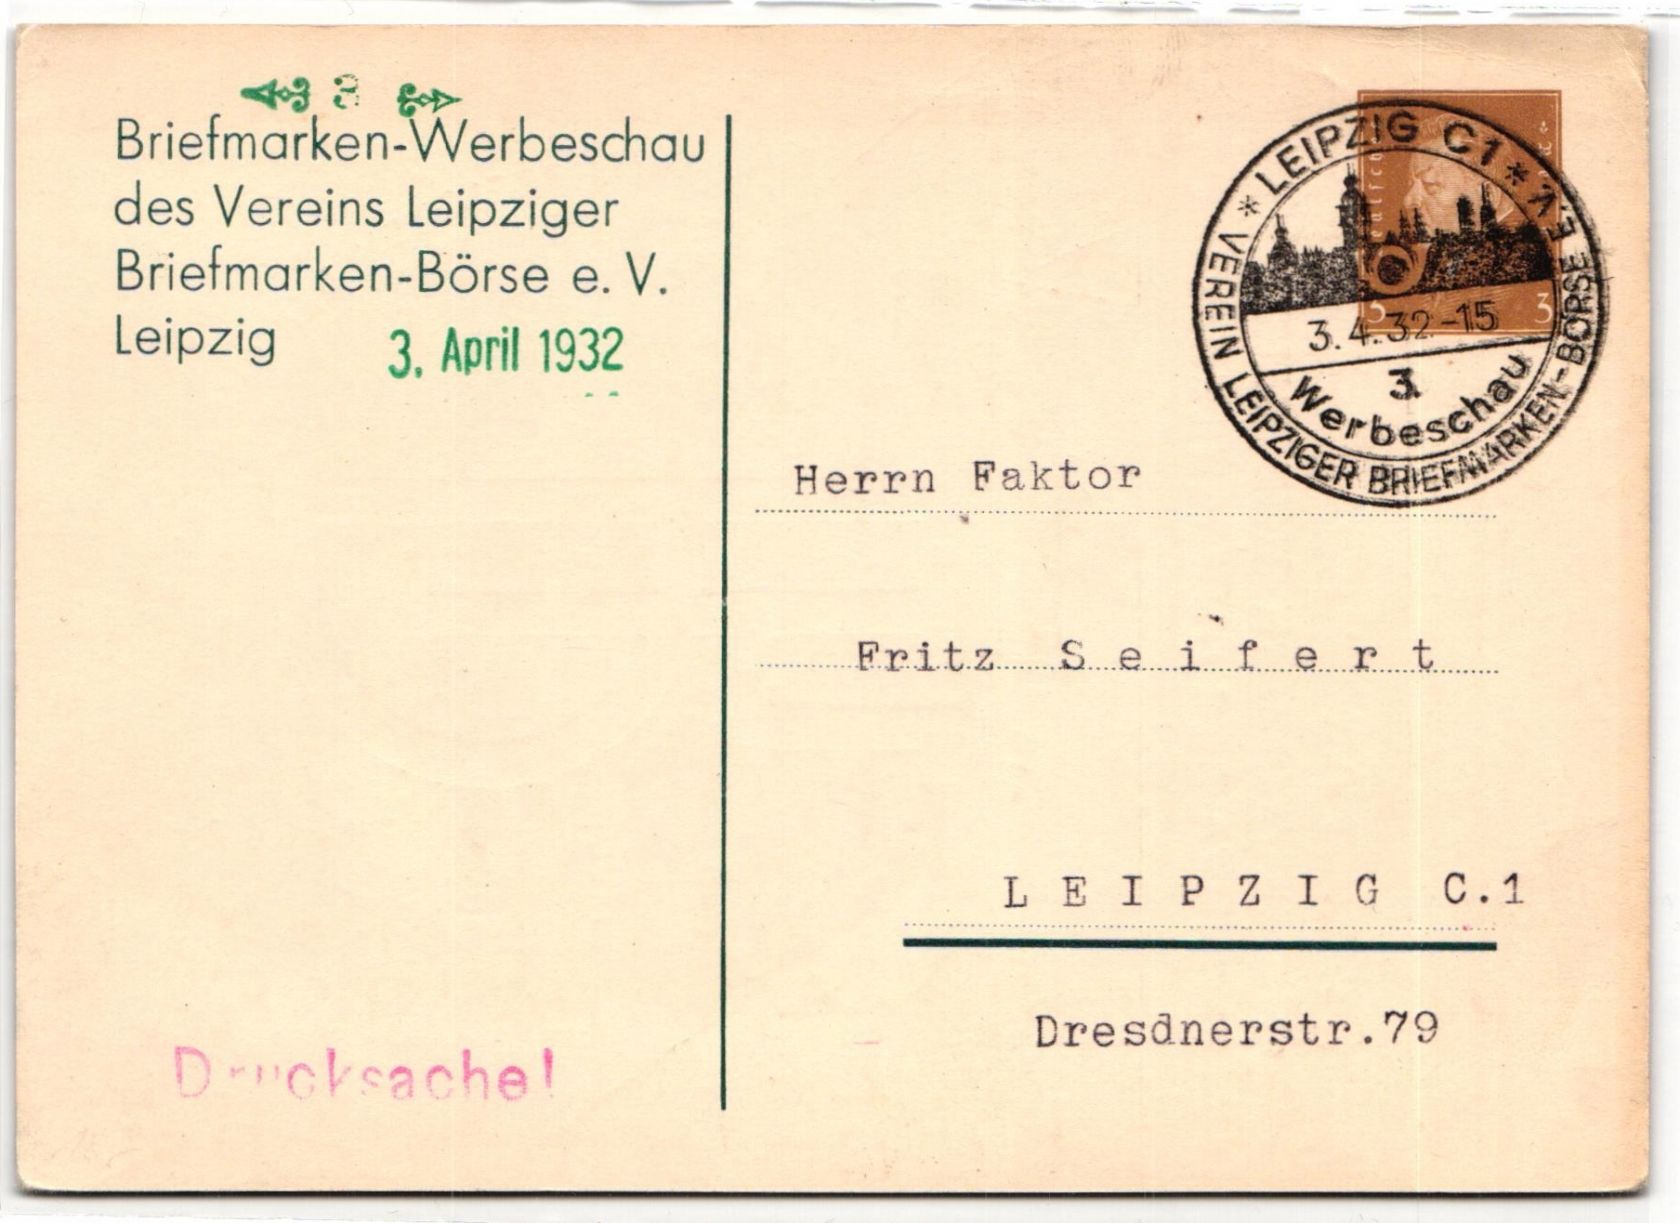 Briefmarken-Werbeschau
des Vereins Leipziger
Briefmarken-Börse e. V.
Leipzig
3. April 1932
* LEIPZIG C1 *
VEREIN LEIPZIGER BRIEFMARKEN-BÖRSE E.V.
3.4.32.-15
3.
Werbeschau
3 3
Herrn Faktor
Fritz Seifert
LEIPZIG C.1
Dresdnerstr.79
Drucksache!